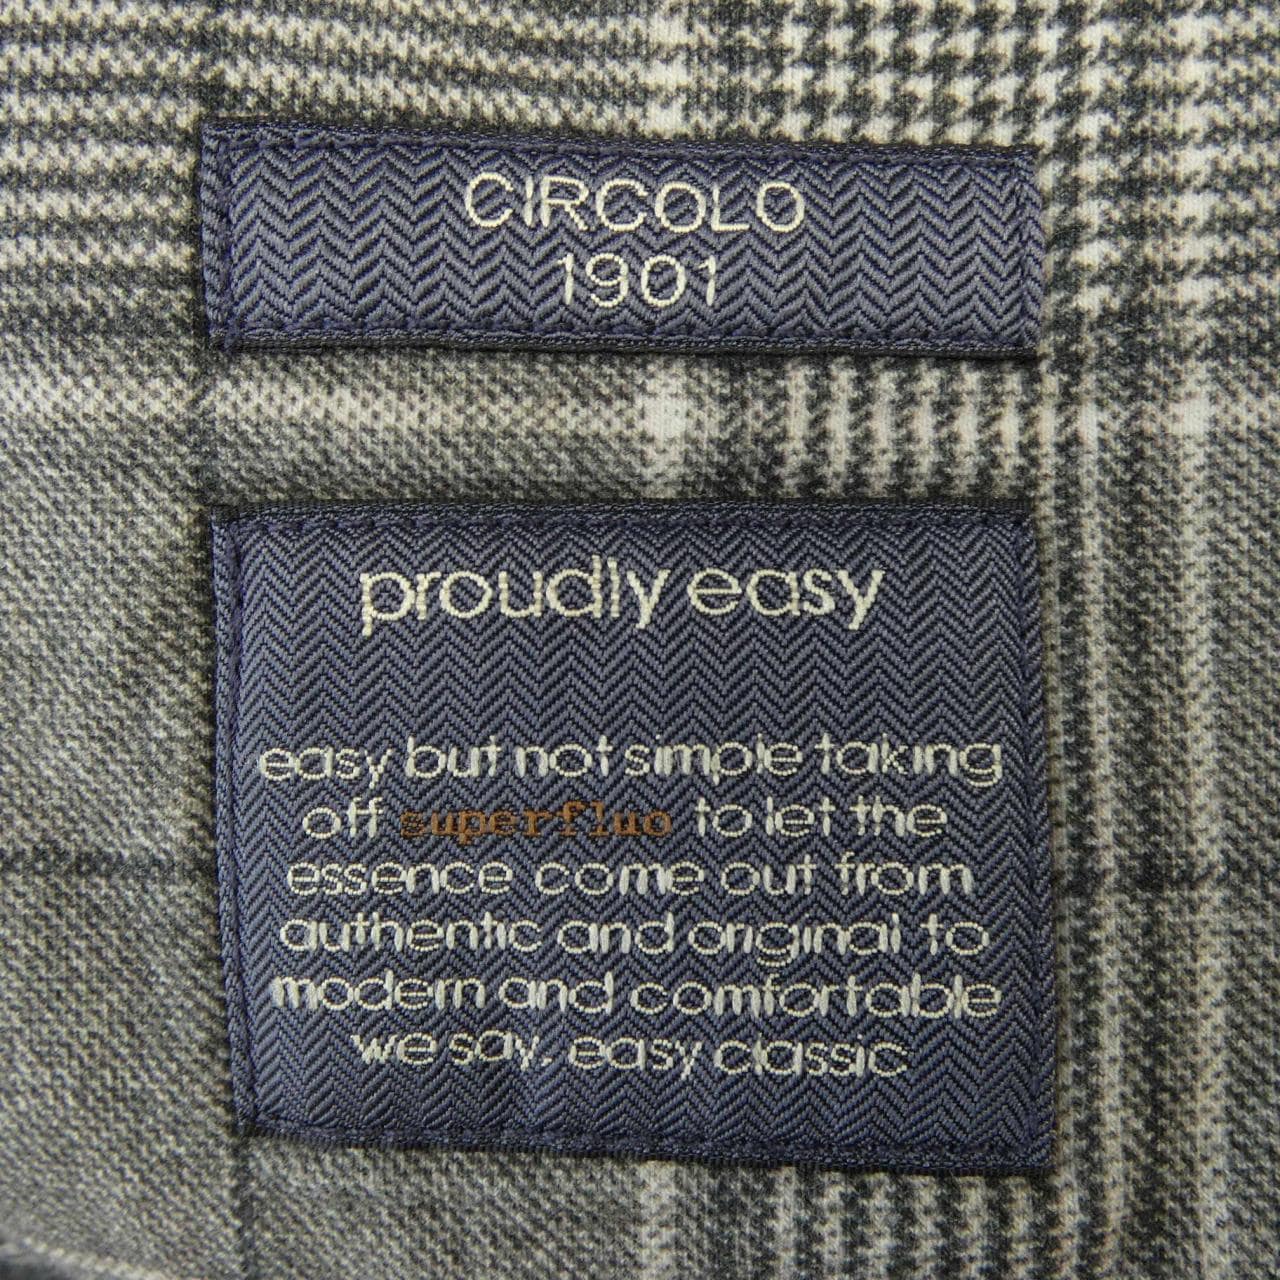 CIRCOLO
1901
proudly easy
easy but not simple taking
off superfluo to let the
essence come out from
authentic and original to
modern and comfortable
we say, easy classic